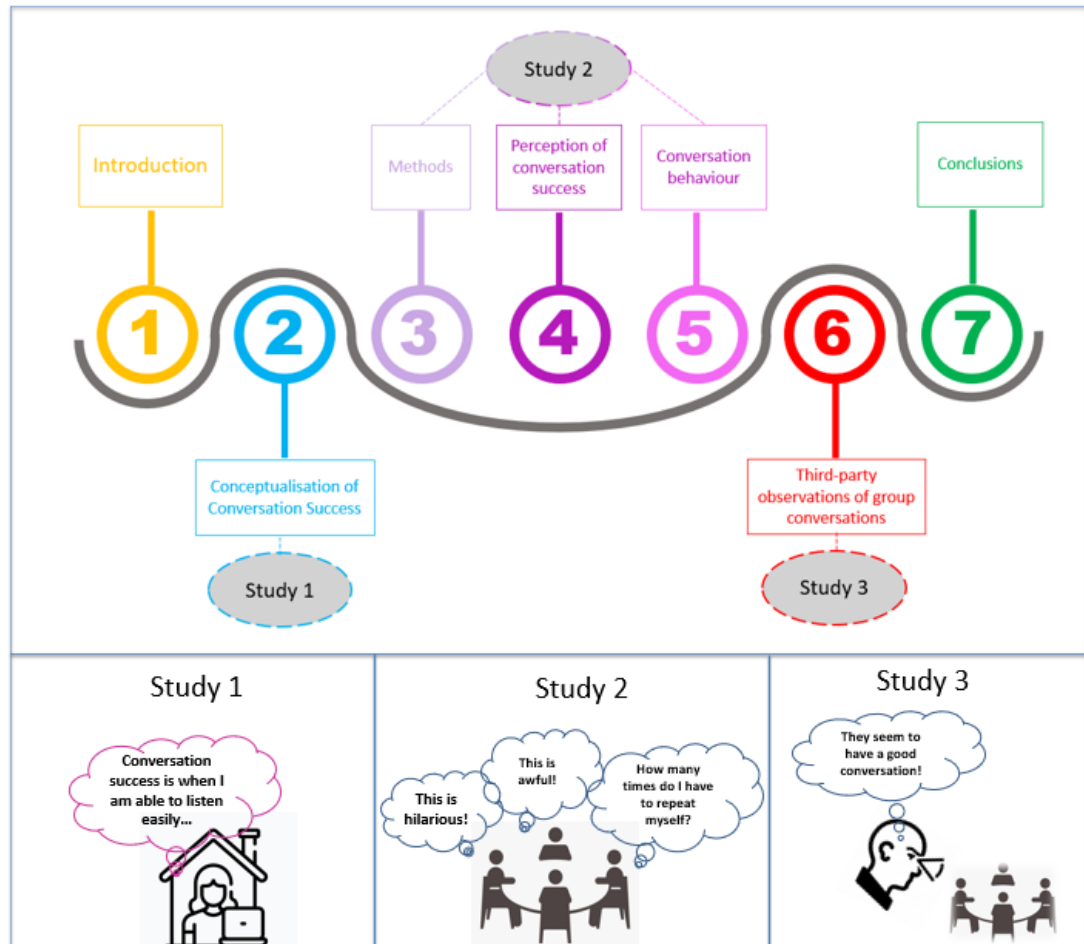 Study 2
Introduction
Methods
Perception of
conversation
success
Conversation
behaviour
Conclusions
1
2
3
4
5
6
7
Conceptualisation of
Conversation Success
Third-party
observations of group
conversations
Study 1
Study 3
Study 1
Conversation
success is when I
am able to listen
easily...
Study 2
This is
hilarious!
This is
awful!
How many
times do I have
to repeat
myself?
Study 3
They seem to
have a good
conversation!